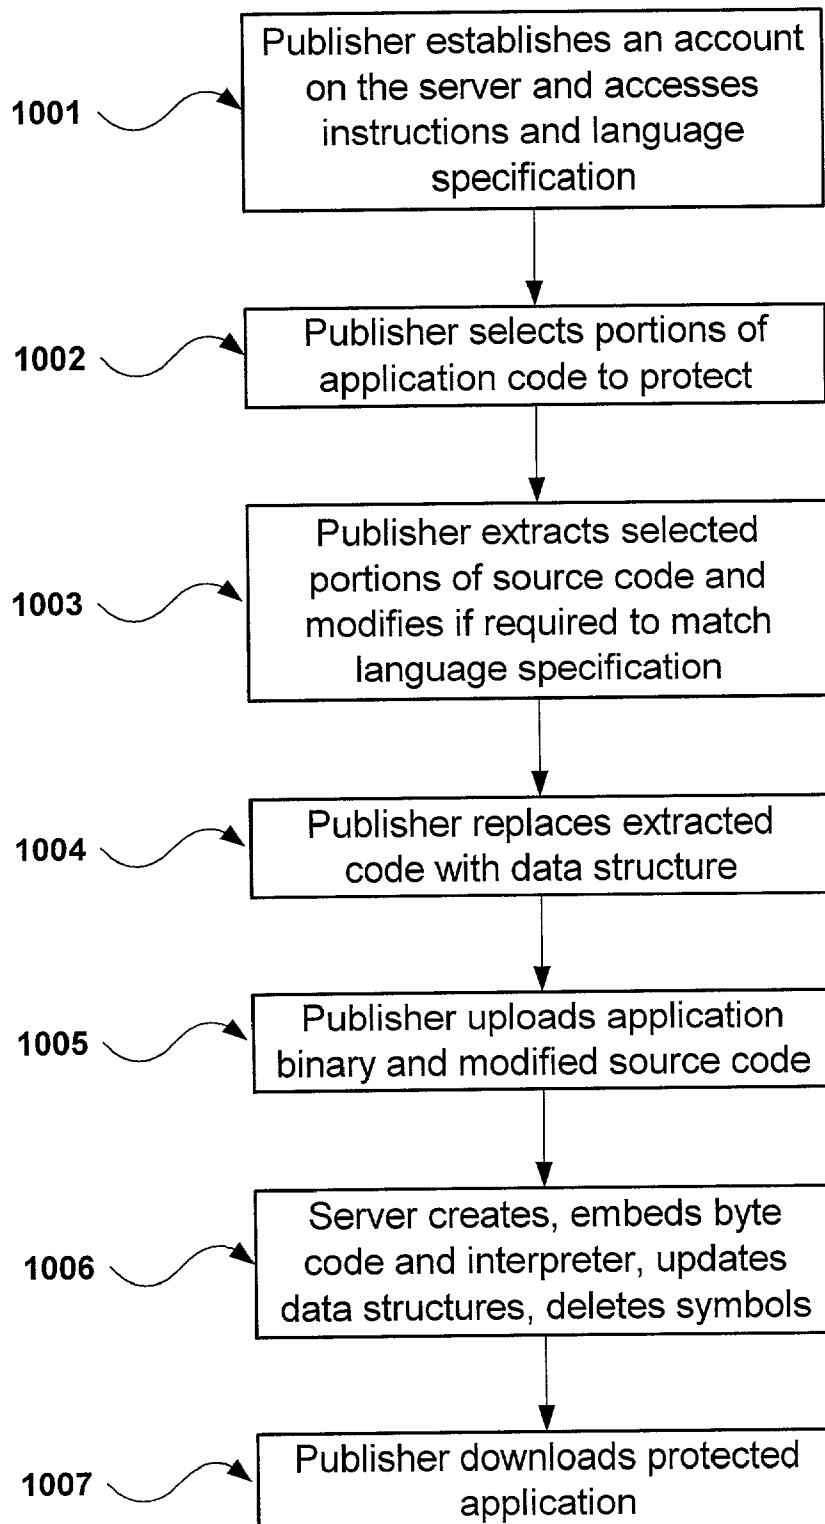 Publisher establishes an account
on the server and accesses
instructions and language
specification
1001
Publisher selects portions of
application code to protect
1002
Publisher extracts selected
portions of source code and
modifies if required to match
language specification
1003
Publisher replaces extracted
code with data structure
1004
Publisher uploads application
binary and modified source code
1005
Server creates, embeds byte
code and interpreter, updates
data structures, deletes symbols
1006
Publisher downloads protected
application
1007